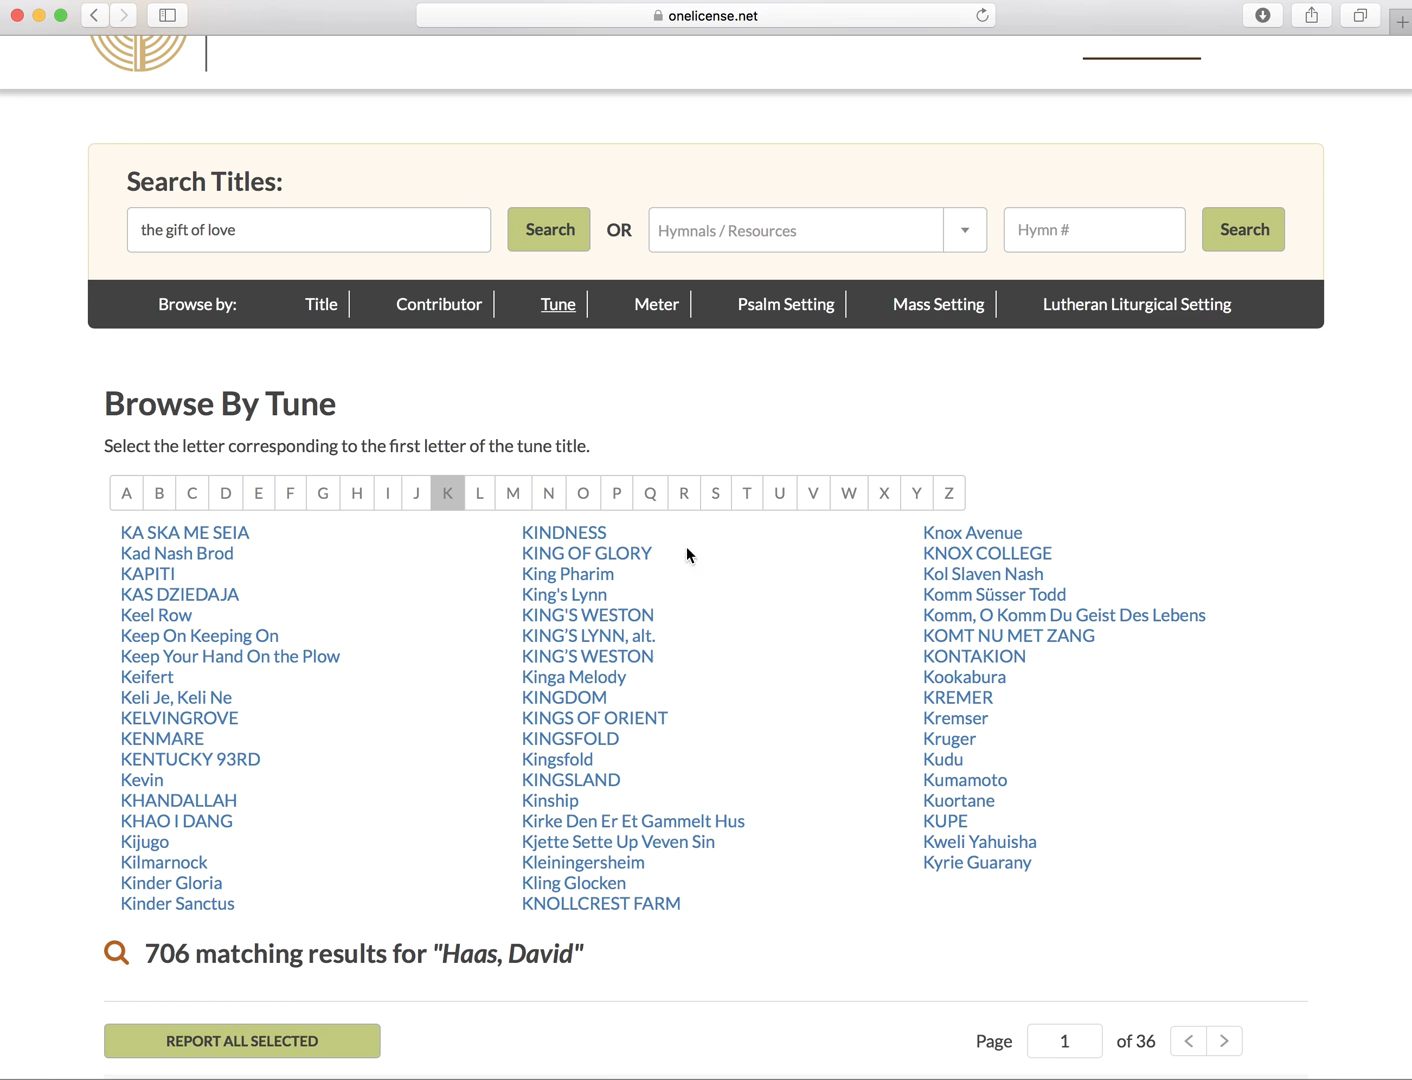 onelicense.net
Search Titles:
the gift of love
Search
OR
Hymnals / Resources
Hymn #
Search
Browse by:
Title
Contributor
Tune
Meter
Psalm Setting
Mass Setting
Lutheran Liturgical Setting
Browse By Tune
Select the letter corresponding to the first letter of the tune title.
A B C D E F G H I J K L M N O P Q R S T U V W X Y Z
KA SKA ME SEIA
Kad Nash Brod
KAPITI
KAS DZIEDAJA
Keel Row
Keep On Keeping On
Keep Your Hand On the Plow
Keifert
Keli Je, Keli Ne
KELVINGROVE
KENMARE
KENTUCKY 93RD
Kevin
KHANDALLAH
KHAO I DANG
Kijugo
Kilmarnock
Kinder Gloria
Kinder Sanctus
KINDNESS
KING OF GLORY
King Pharim
King's Lynn
KING'S WESTON
KING’S LYNN, alt.
KING’S WESTON
Kinga Melody
KINGDOM
KINGS OF ORIENT
KINGSFOLD
Kingsfold
KINGSLAND
Kinship
Kirke Den Er Et Gammelt Hus
Kjette Sette Up Veven Sin
Kleiningersheim
Kling Glocken
KNOLLCREST FARM
Knox Avenue
KNOX COLLEGE
Kol Slaven Nash
Komm Süsser Todd
Komm, O Komm Du Geist Des Lebens
KOMT NU MET ZANG
KONTAKION
Kookabura
KREMER
Kremser
Kruger
Kudu
Kumamoto
Kuortane
KUPE
Kweli Yahuisha
Kyrie Guarany
706 matching results for "Haas, David"
REPORT ALL SELECTED
Page 1 of 36